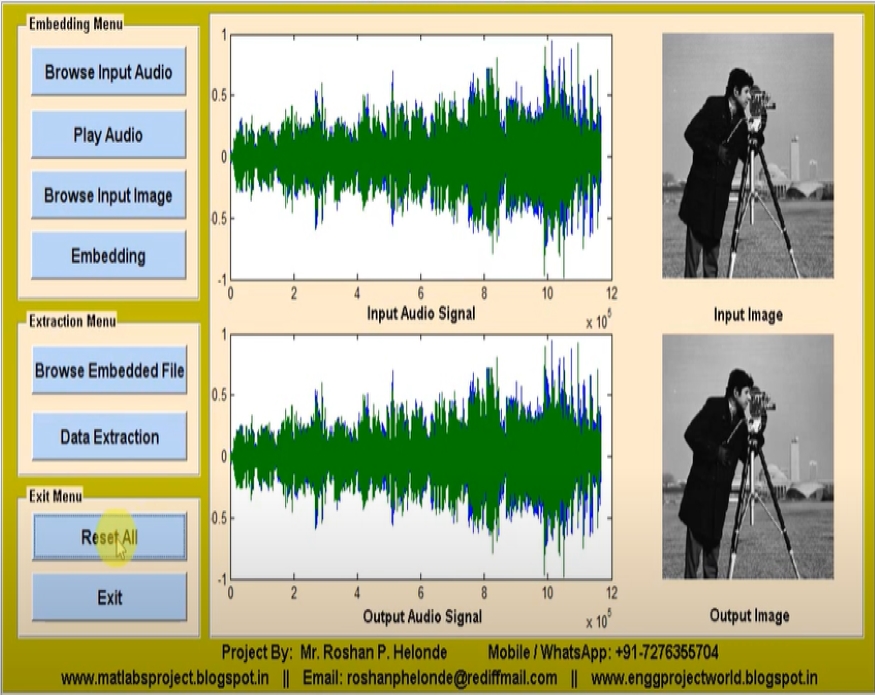 Embedding Menu
Browse Input Audio
Play Audio
Browse Input Image
Embedding
Extraction Menu
Browse Embedded File
Data Extraction
Exit Menu
Reset All
Exit
1
0.5
0
-0.5
-1
0 2 4 6 8 10 12
x 10^5
Input Audio Signal
1
0.5
0
-0.5
-1
0 2 4 6 8 10 12
x 10^5
Output Audio Signal
Input Image
Output Image
Project By: Mr. Roshan P. Helonde Mobile / WhatsApp: +91-7276355704
www.matlabsproject.blogspot.in || Email: roshanphelonde@rediffmail.com || www.enggprojectworld.blogspot.in